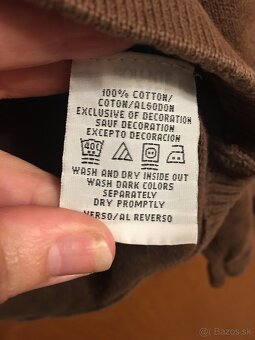 100% COTTON/
COTON/ALGODON
EXCLUSIVE OF DECORATION
SAUF DECORATION
EXCEPTO DECORACION
40C
WASH AND DRY INSIDE OUT
WASH DARK COLORS
SEPARATELY
DRY PROMPTLY
VERSO/AL REVERSO
© Bazos.sk